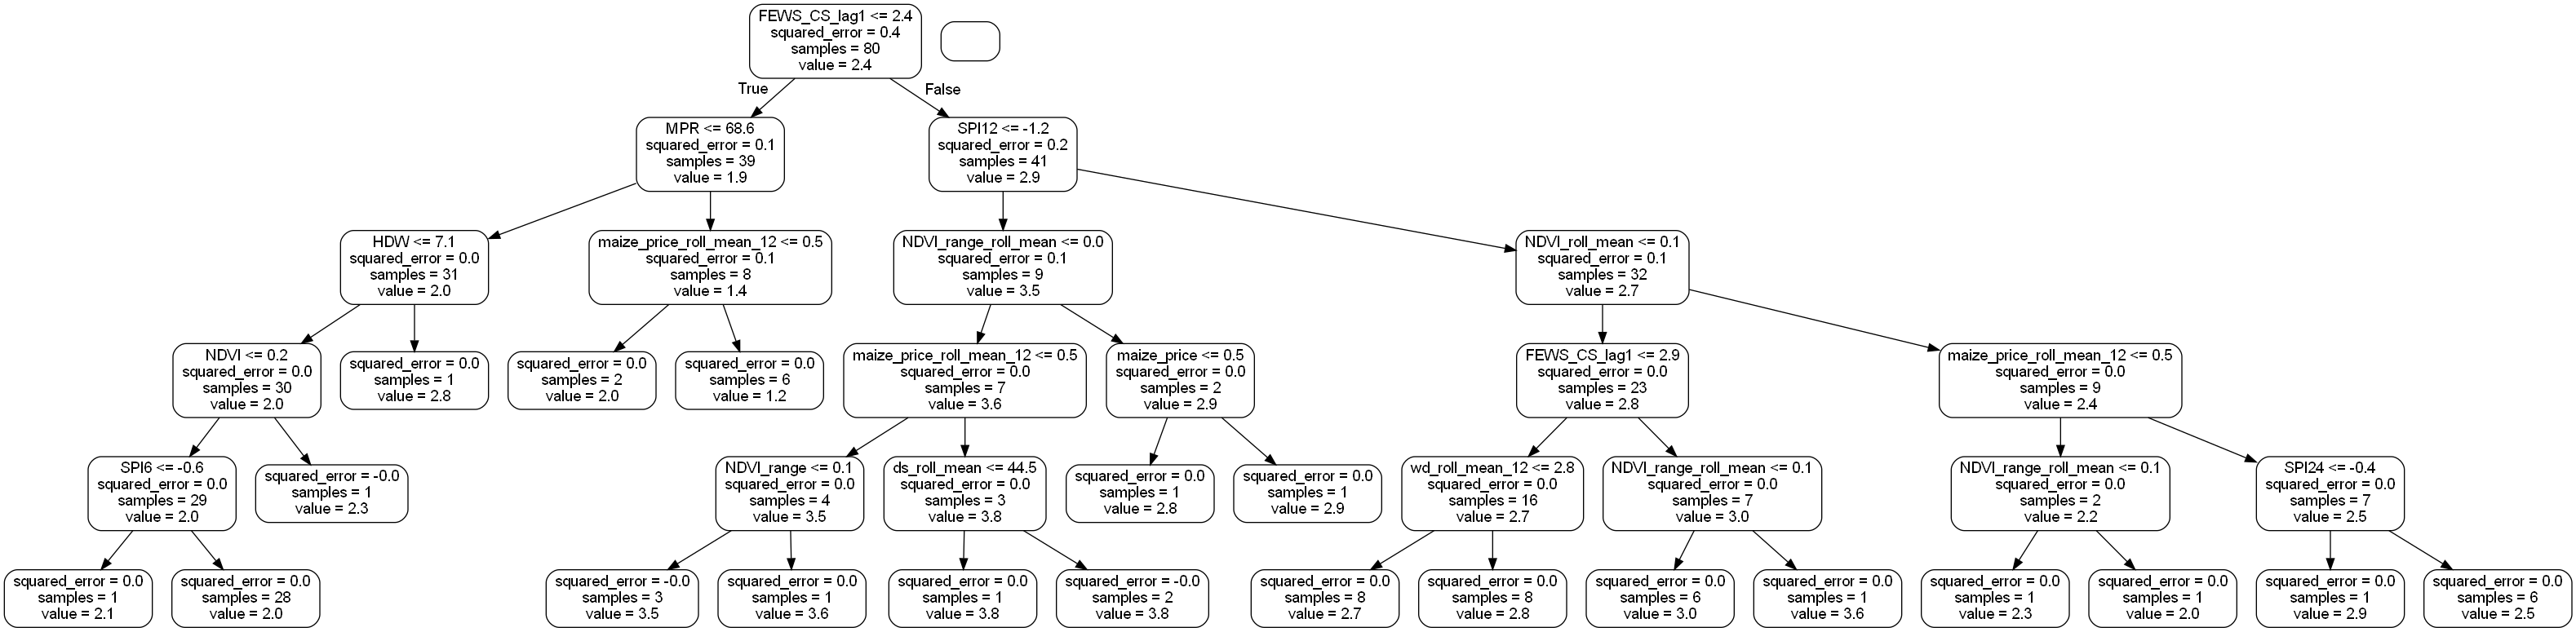 FEWS_CS_lag1 <= 2.4
squared_error = 0.4
samples = 80
value = 2.4
True
False
MPR <= 68.6
squared_error = 0.1
samples = 39
value = 1.9
SPI12 <= -1.2
squared_error = 0.2
samples = 41
value = 2.9
HDW <= 7.1
squared_error = 0.0
samples = 31
value = 2.0
maize_price_roll_mean_12 <= 0.5
squared_error = 0.1
samples = 8
value = 1.4
NDVI_range_roll_mean <= 0.0
squared_error = 0.1
samples = 9
value = 3.5
NDVI_roll_mean <= 0.1
squared_error = 0.1
samples = 32
value = 2.7
NDVI <= 0.2
squared_error = 0.0
samples = 30
value = 2.0
squared_error = 0.0
samples = 1
value = 2.8
squared_error = 0.0
samples = 2
value = 2.0
squared_error = 0.0
samples = 6
value = 1.2
maize_price_roll_mean_12 <= 0.5
squared_error = 0.0
samples = 7
value = 3.6
maize_price <= 0.5
squared_error = 0.0
samples = 2
value = 2.9
FEWS_CS_lag1 <= 2.9
squared_error = 0.0
samples = 23
value = 2.8
maize_price_roll_mean_12 <= 0.5
squared_error = 0.0
samples = 9
value = 2.4
SPI6 <= -0.6
squared_error = 0.0
samples = 29
value = 2.0
squared_error = -0.0
samples = 1
value = 2.3
NDVI_range <= 0.1
squared_error = 0.0
samples = 4
value = 3.5
ds_roll_mean <= 44.5
squared_error = 0.0
samples = 3
value = 3.8
squared_error = 0.0
samples = 1
value = 2.8
squared_error = 0.0
samples = 1
value = 2.9
wd_roll_mean_12 <= 2.8
squared_error = 0.0
samples = 16
value = 2.7
NDVI_range_roll_mean <= 0.1
squared_error = 0.0
samples = 7
value = 3.0
NDVI_range_roll_mean <= 0.1
squared_error = 0.0
samples = 2
value = 2.2
SPI24 <= -0.4
squared_error = 0.0
samples = 7
value = 2.5
squared_error = 0.0
samples = 1
value = 2.1
squared_error = 0.0
samples = 28
value = 2.0
squared_error = -0.0
samples = 3
value = 3.5
squared_error = 0.0
samples = 1
value = 3.6
squared_error = 0.0
samples = 1
value = 3.8
squared_error = -0.0
samples = 2
value = 3.8
squared_error = 0.0
samples = 8
value = 2.7
squared_error = 0.0
samples = 8
value = 2.8
squared_error = 0.0
samples = 6
value = 3.0
squared_error = 0.0
samples = 1
value = 3.6
squared_error = 0.0
samples = 1
value = 2.3
squared_error = 0.0
samples = 1
value = 2.0
squared_error = 0.0
samples = 1
value = 2.9
squared_error = 0.0
samples = 6
value = 2.5